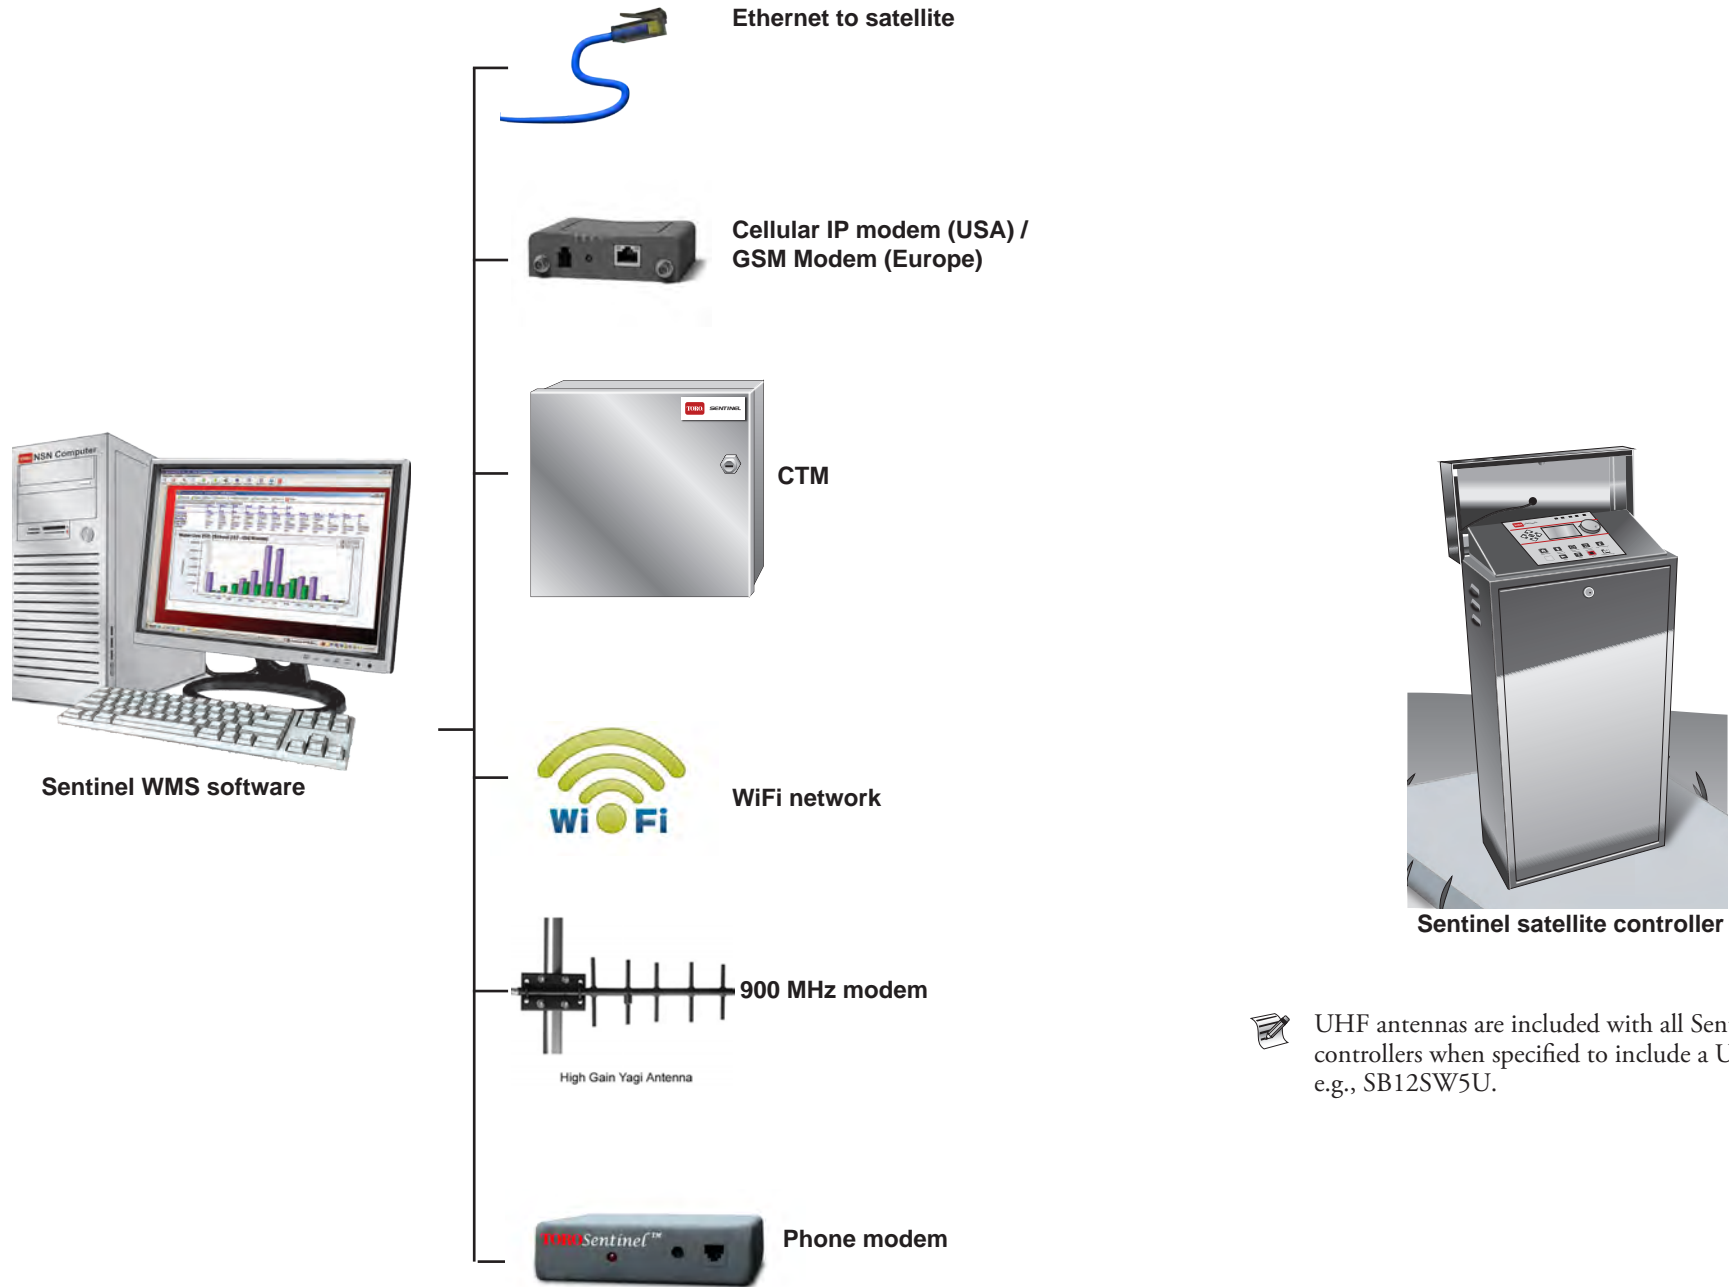 Ethernet to satellite
Cellular IP modem (USA) /
GSM Modem (Europe)
TORO SENTINEL
CTM
NSN Computer
Sentinel WMS software
WiFi network
Wi Fi
900 MHz modem
High Gain Yagi Antenna
TORO Sentinel™
Phone modem
Sentinel satellite controller
UHF antennas are included with all Sen
controllers when specified to include a U
e.g., SB12SW5U.